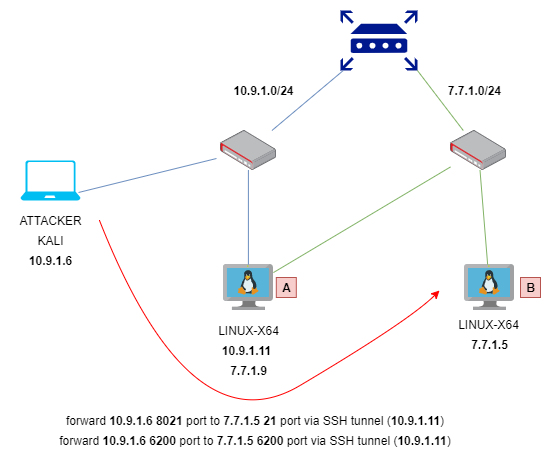 10.9.1.0/24
7.7.1.0/24
ATTACKER
KALI
10.9.1.6
A
LINUX-X64
10.9.1.11
7.7.1.9
B
LINUX-X64
7.7.1.5
forward 10.9.1.6 8021 port to 7.7.1.5 21 port via SSH tunnel (10.9.1.11)
forward 10.9.1.6 6200 port to 7.7.1.5 6200 port via SSH tunnel (10.9.1.11)